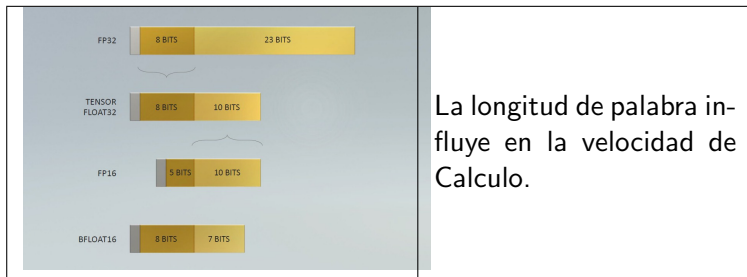 FP32
8 BITS
23 BITS
TENSOR
FLOAT32
8 BITS
10 BITS
FP16
5 BITS
10 BITS
BFLOAT16
8 BITS
7 BITS
La longitud de palabra in-
fluye en la velocidad de
Calculo.